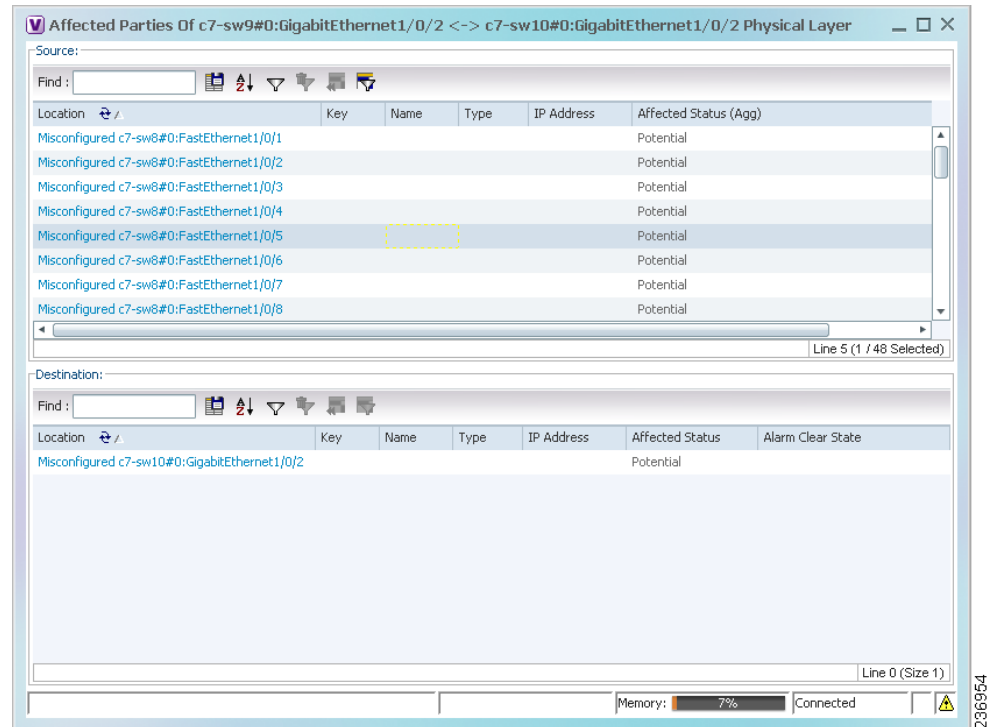 V Affected Parties Of c7-sw9#0:GigabitEthernet1/0/2 <-> c7-sw10#0:GigabitEthernet1/0/2 Physical Layer
Source:
Find :
Location Key Name Type IP Address Affected Status (Agg)
Misconfigured c7-sw8#0:FastEthernet1/0/1 Potential
Misconfigured c7-sw8#0:FastEthernet1/0/2 Potential
Misconfigured c7-sw8#0:FastEthernet1/0/3 Potential
Misconfigured c7-sw8#0:FastEthernet1/0/4 Potential
Misconfigured c7-sw8#0:FastEthernet1/0/5 Potential
Misconfigured c7-sw8#0:FastEthernet1/0/6 Potential
Misconfigured c7-sw8#0:FastEthernet1/0/7 Potential
Misconfigured c7-sw8#0:FastEthernet1/0/8 Potential
Line 5 (1 / 48 Selected)
Destination:
Find :
Location Key Name Type IP Address Affected Status Alarm Clear State
Misconfigured c7-sw10#0:GigabitEthernet1/0/2 Potential
Line 0 (Size 1)
Memory: 7% Connected
236954